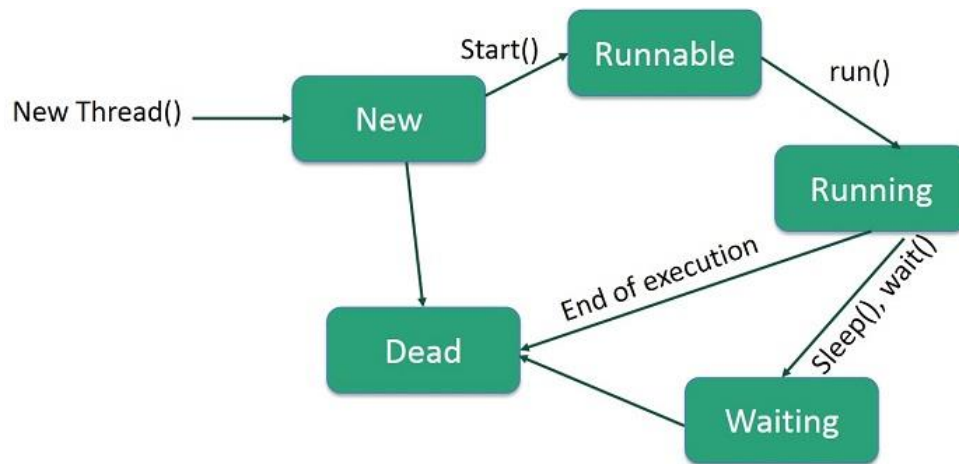 Start()
Runnable
run()
New Thread()
New
Running
End of execution
Sleep(), wait()
Dead
Waiting